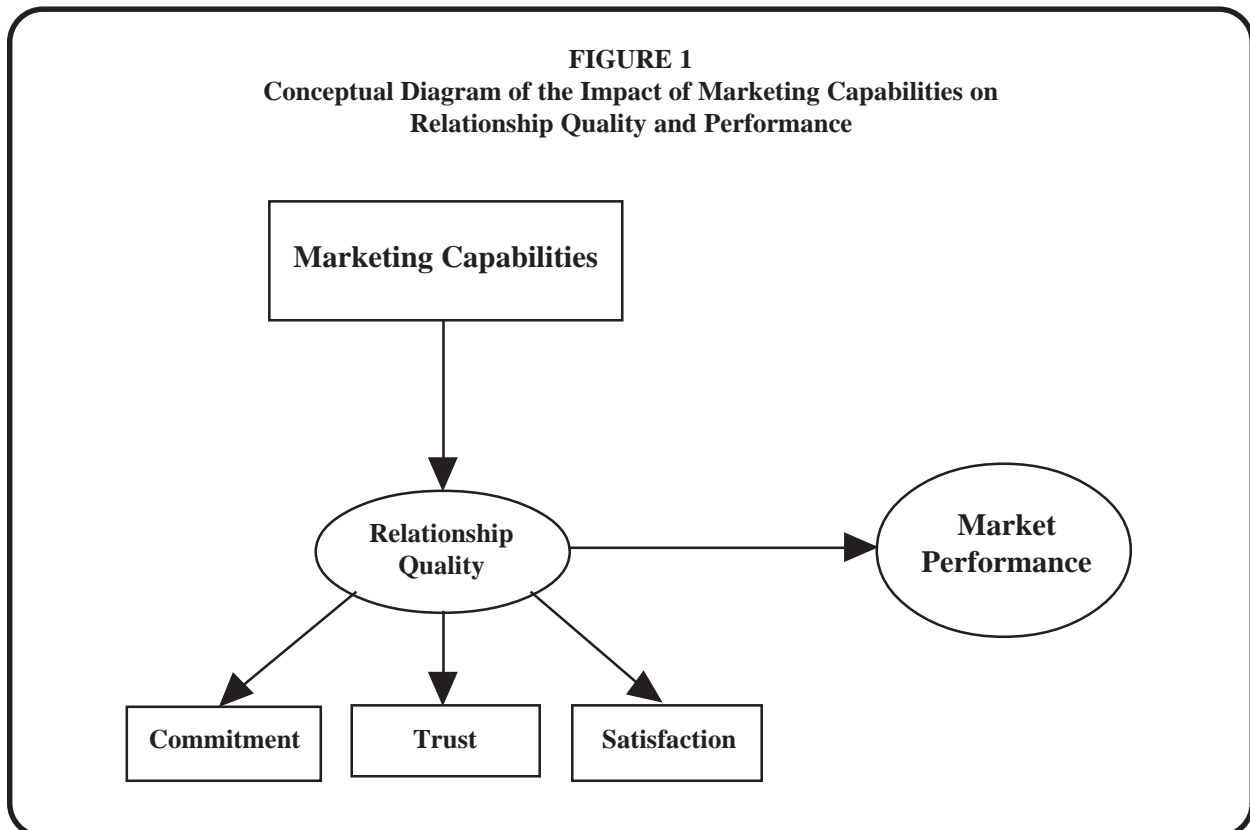 FIGURE 1
Conceptual Diagram of the Impact of Marketing Capabilities on
Relationship Quality and Performance
Marketing Capabilities
Relationship
Quality
Market
Performance
Commitment
Trust
Satisfaction